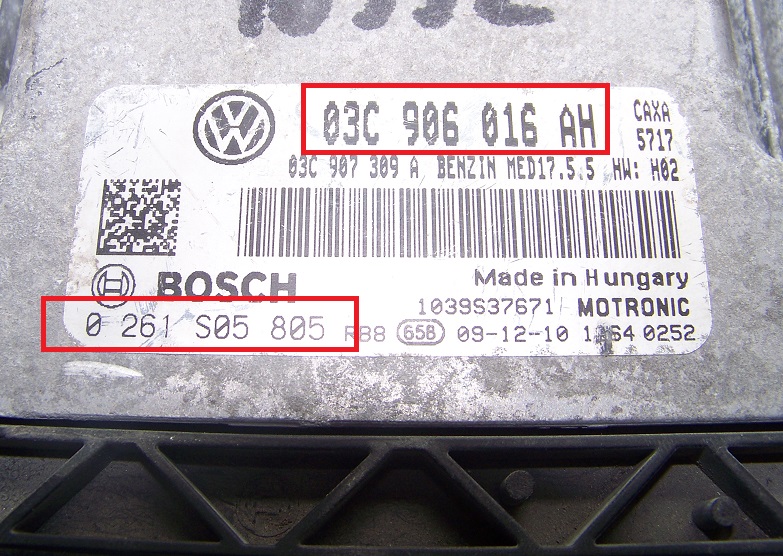 03C 906 016 AH CAXA
5717
03C 907 309 A BENZIN MED17.5.5 HW: H02
BOSCH
Made in Hungary
1039S37671 MOTRONIC
0 261 S05 805 RB8 65B 09-12-10 0252